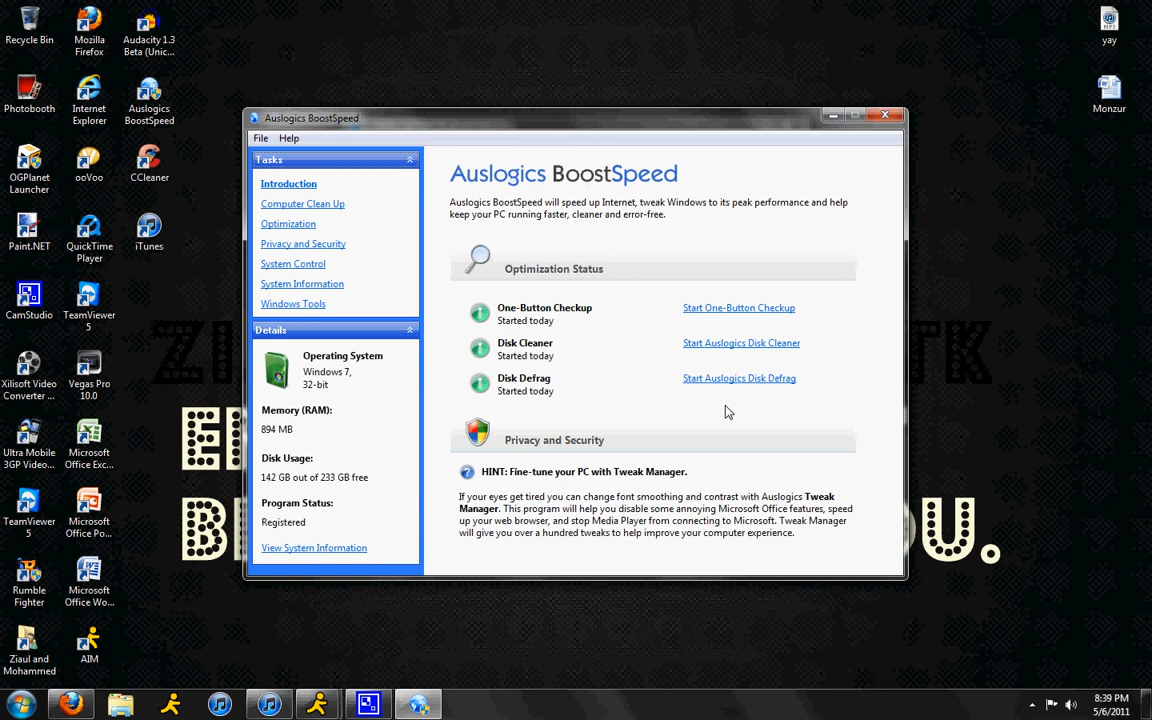 Recycle Bin
Mozilla
Firefox
Audacity 1.3
Beta (Unic...
yay
Photobooth
Internet
Explorer
Auslogics
BoostSpeed
Monzur
OGPlanet
Launcher
ooVoo
CCleaner
Paint.NET
QuickTime
Player
iTunes
CamStudio
TeamViewer
5
Xilisoft Video
Converter ...
Vegas Pro
10.0
Ultra Mobile
3GP Video...
Microsoft
Office Exc...
TeamViewer
5
Microsoft
Office Po...
Rumble
Fighter
Microsoft
Office Wo...
Ziaul and
Mohammed
AIM
Auslogics BoostSpeed
File Help
Tasks
Introduction
Computer Clean Up
Optimization
Privacy and Security
System Control
System Information
Windows Tools
Details
Operating System
Windows 7,
32-bit
Memory (RAM):
894 MB
Disk Usage:
142 GB out of 233 GB free
Program Status:
Registered
View System Information
Auslogics BoostSpeed
Auslogics BoostSpeed will speed up Internet, tweak Windows to its peak performance and help
keep your PC running faster, cleaner and error-free.
Optimization Status
One-Button Checkup
Started today
Start One-Button Checkup
Disk Cleaner
Started today
Start Auslogics Disk Cleaner
Disk Defrag
Started today
Start Auslogics Disk Defrag
Privacy and Security
HINT: Fine-tune your PC with Tweak Manager.
If your eyes get tired you can change font smoothing and contrast with Auslogics Tweak
Manager. This program will help you disable some annoying Microsoft Office features, speed
up your web browser, and stop Media Player from connecting to Microsoft. Tweak Manager
will give you over a hundred tweaks to help improve your computer experience.
8:39 PM
5/6/2011